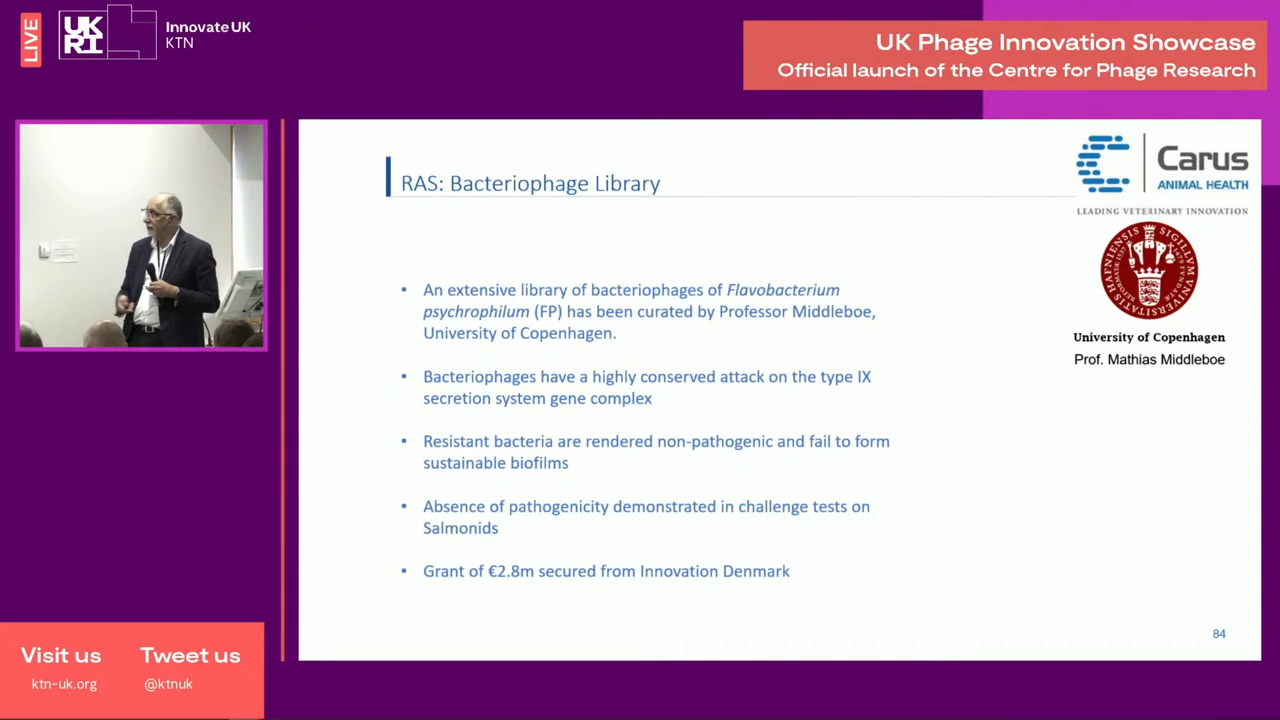 LIVE
UK
RI
Innovate UK
KTN
UK Phage Innovation Showcase
Official launch of the Centre for Phage Research
RAS: Bacteriophage Library
Carus
ANIMAL HEALTH
LEADING VETERINARY INNOVATION
• An extensive library of bacteriophages of Flavobacterium
psychrophilum (FP) has been curated by Professor Middleboe,
University of Copenhagen.
• Bacteriophages have a highly conserved attack on the type IX
secretion system gene complex
• Resistant bacteria are rendered non-pathogenic and fail to form
sustainable biofilms
• Absence of pathogenicity demonstrated in challenge tests on
Salmonids
• Grant of €2.8m secured from Innovation Denmark
University of Copenhagen
Prof. Mathias Middleboe
84
Visit us
ktn-uk.org
Tweet us
@ktnuk